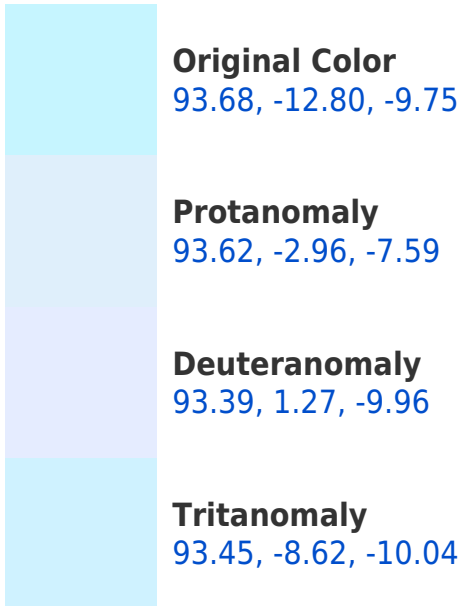 Original Color
93.68, -12.80, -9.75
Protanomaly
93.62, -2.96, -7.59
Deuteranomaly
93.39, 1.27, -9.96
Tritanomaly
93.45, -8.62, -10.04